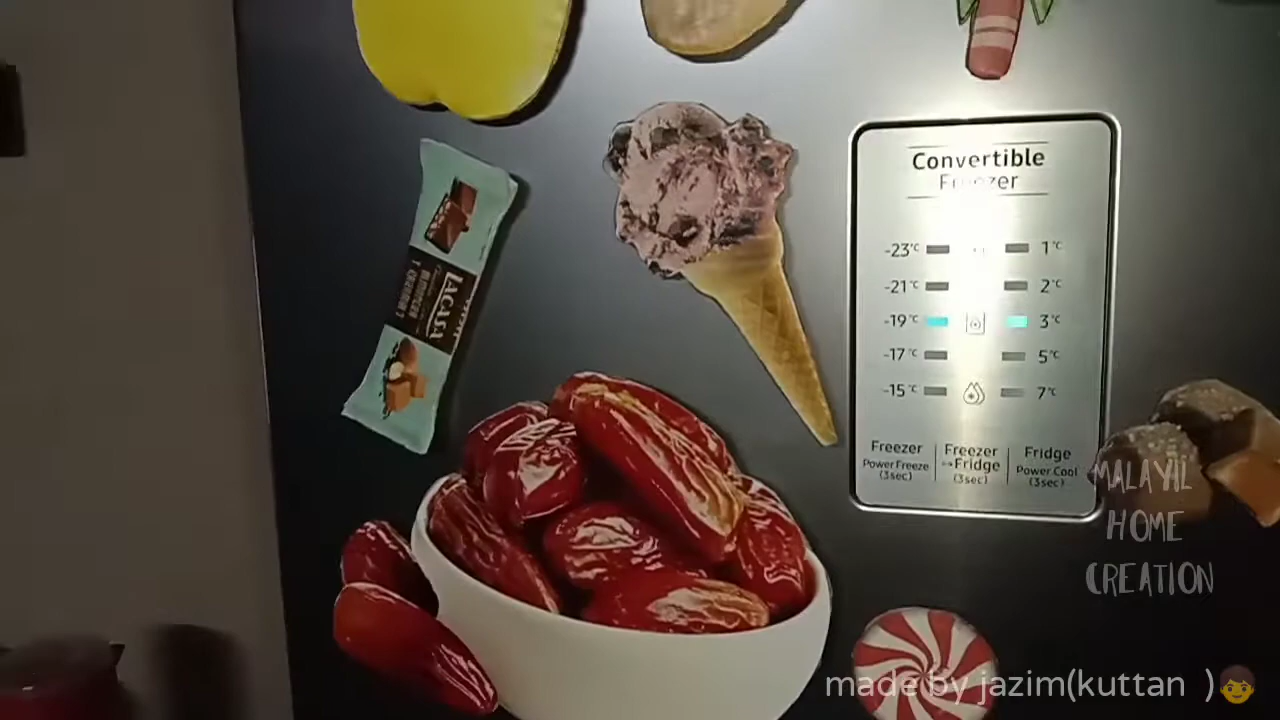 Convertible
Freezer
-23°C 1°C
-21°C 2°C
-19°C 3°C
-17°C 5°C
-15°C 7°C
Freezer
Power Freeze
(3sec)
Freezer
Fridge
(3sec)
Fridge
Power Cool
(3sec)
LACASA
MALAYIL
HOME
CREATION
made by jazim(kuttan )